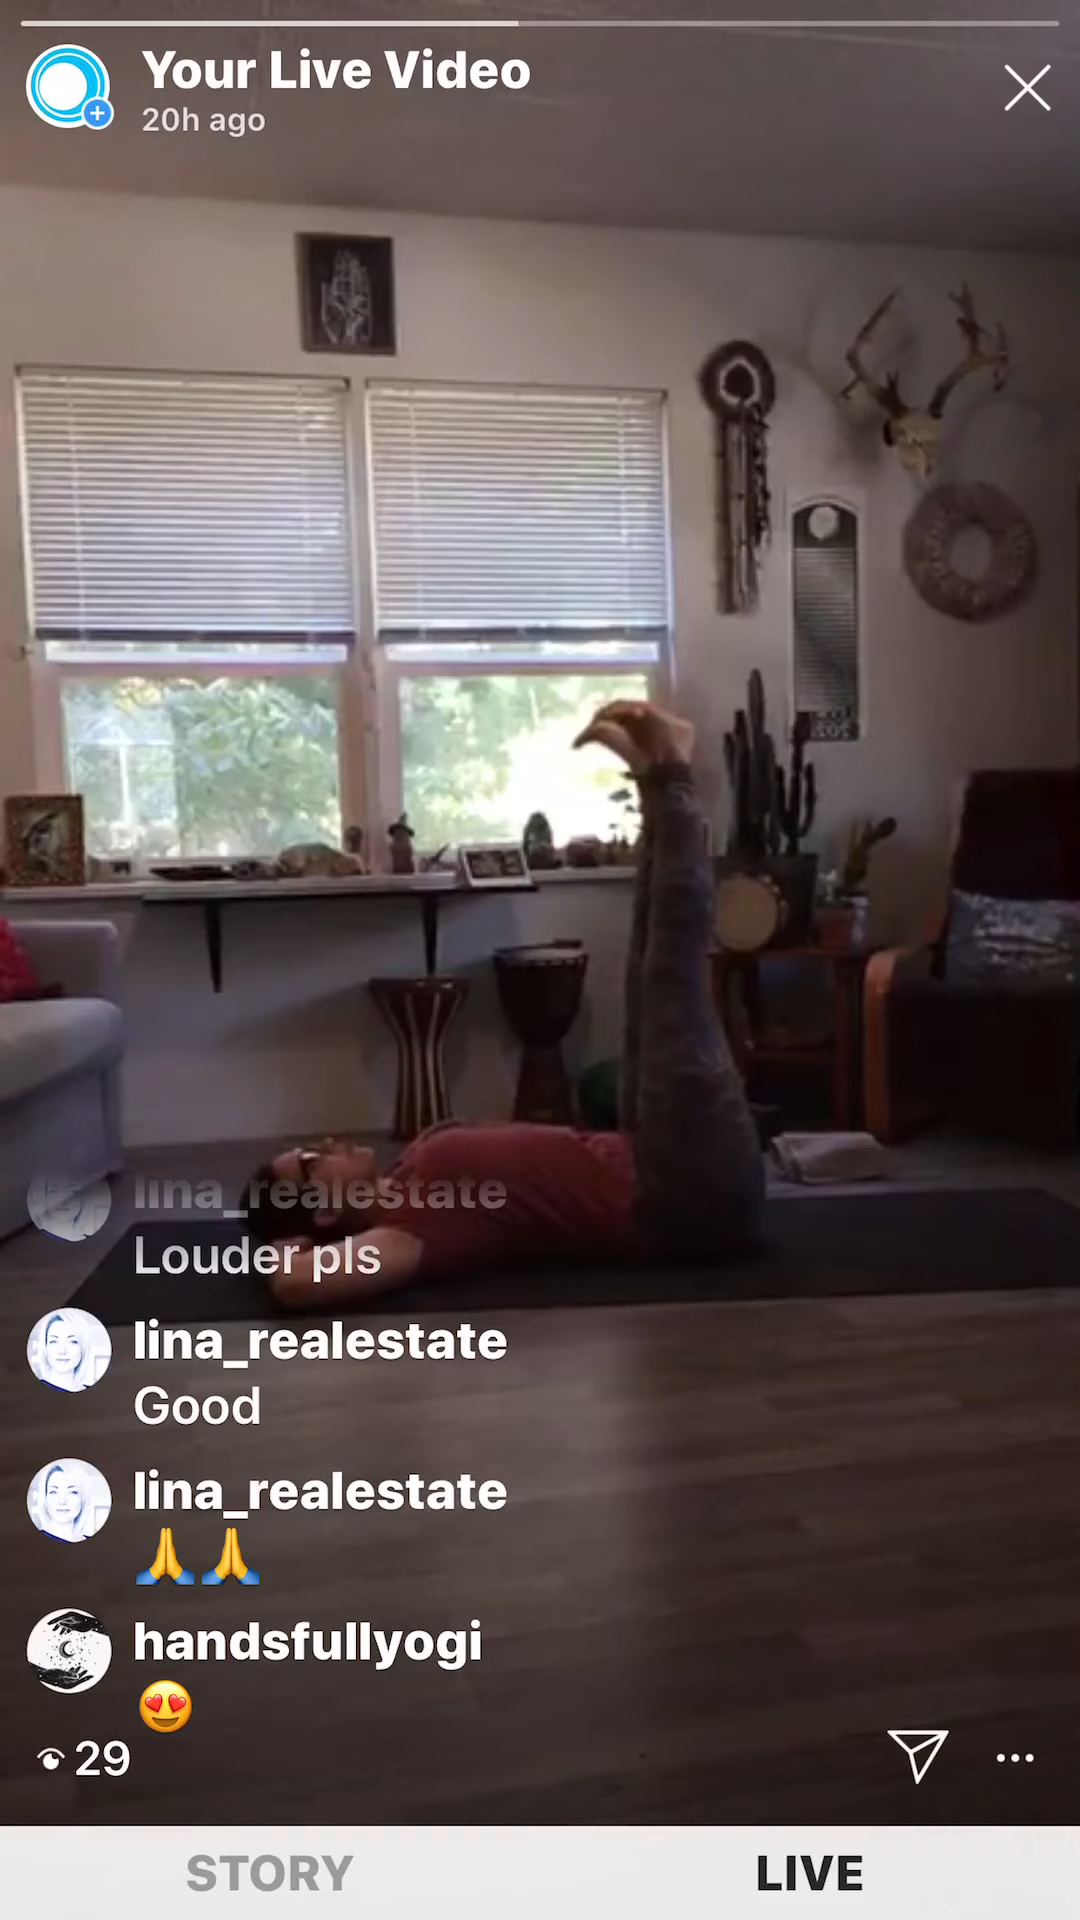 Your Live Video
20h ago
lina_realestate
Louder pls
lina_realestate
Good
lina_realestate
🙏🙏
handsfullyogi
😍
29
STORY
LIVE